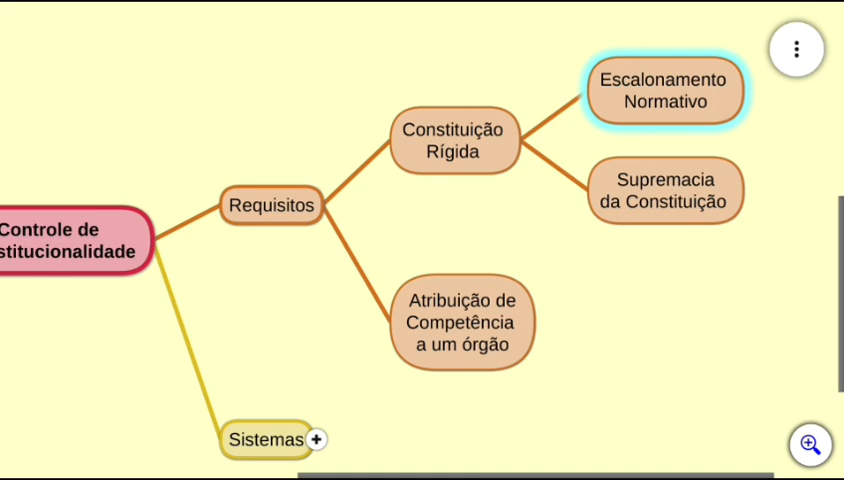 Controle de
stitucionalidade
Requisitos
Constituição
Rígida
Escalonamento
Normativo
Supremacia
da Constituição
Atribuição de
Competência
a um órgão
Sistemas